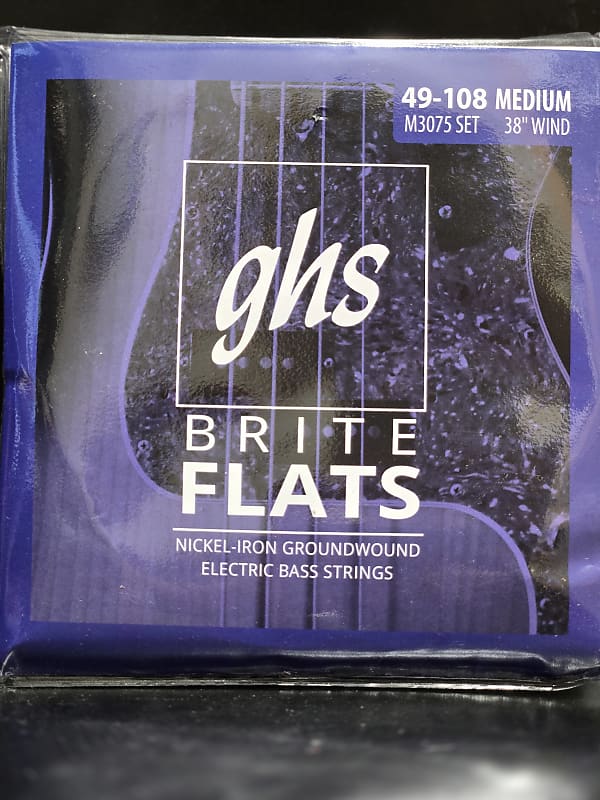 49-108 MEDIUM
M3075 SET 38" WIND
ghs
BRITE
FLATS
NICKEL-IRON GROUNDWOUND
ELECTRIC BASS STRINGS